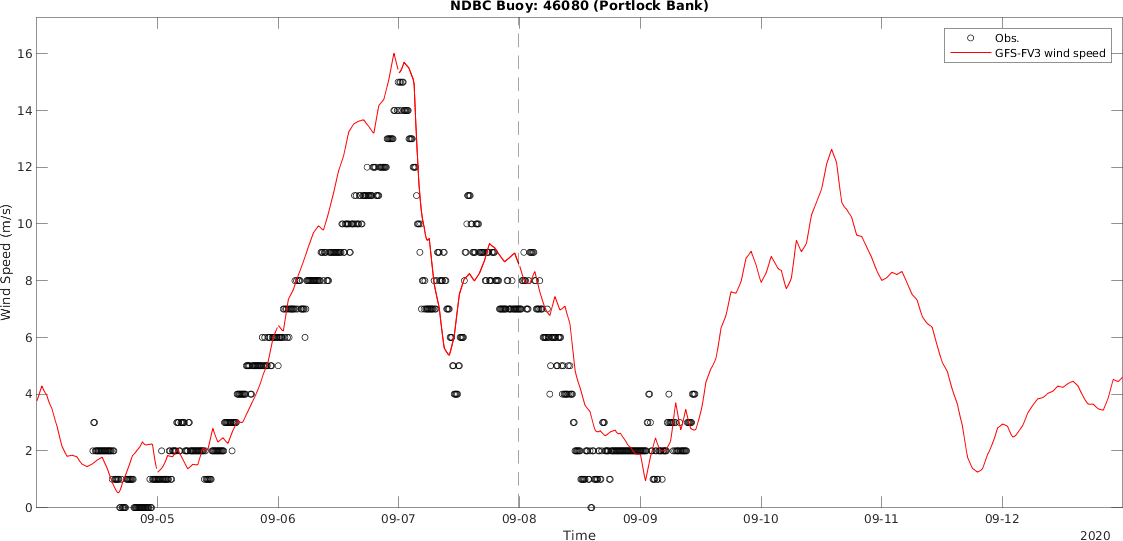 NDBC Buoy: 46080 (Portlock Bank)
Obs.
GFS-FV3 wind speed
Wind Speed (m/s)
16
14
12
10
8
6
4
2
0
09-05 09-06 09-07 09-08 09-09 09-10 09-11 09-12
Time
2020